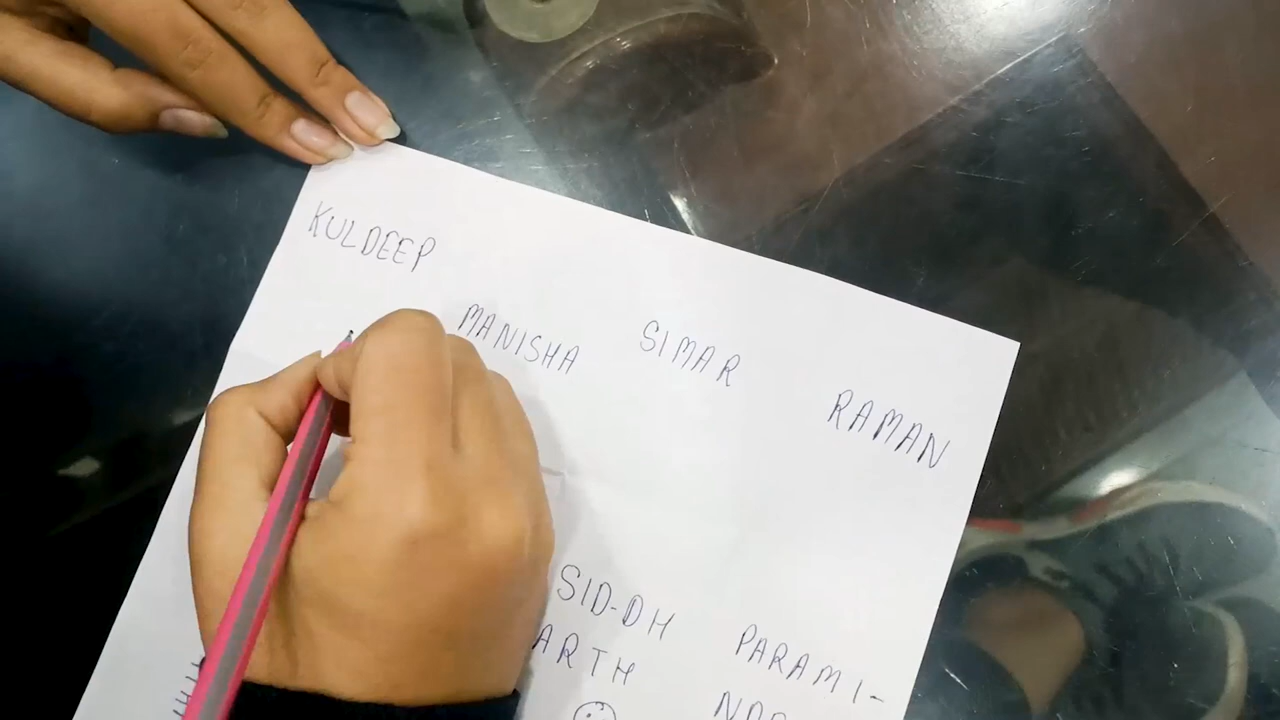 KULDEEP
MANISHA
SIMAR
RAMAN
SID-DH
ARTH
PARAMI-